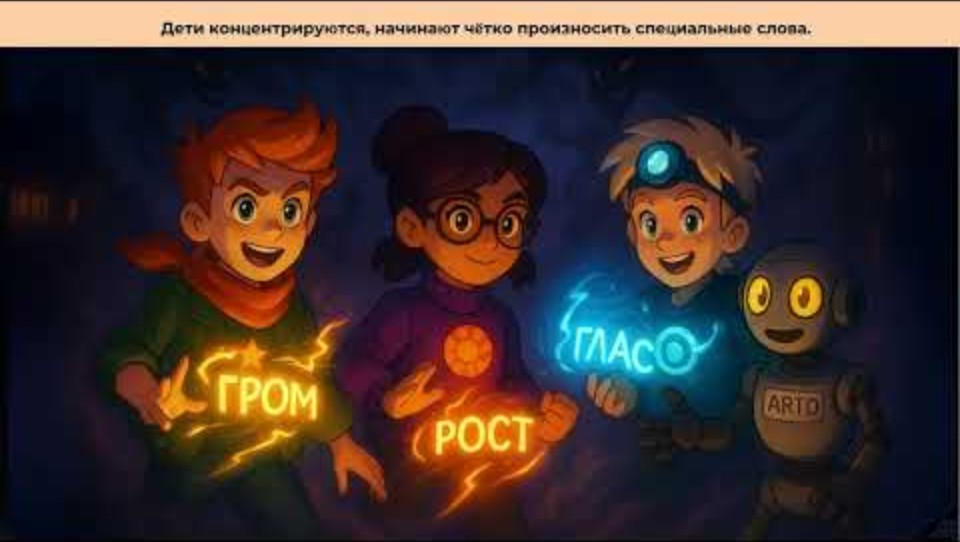 Дети концентрируются, начинают чётко произносить специальные слова.
ГРОМ
РОСТ
ГЛАСО
ARTO